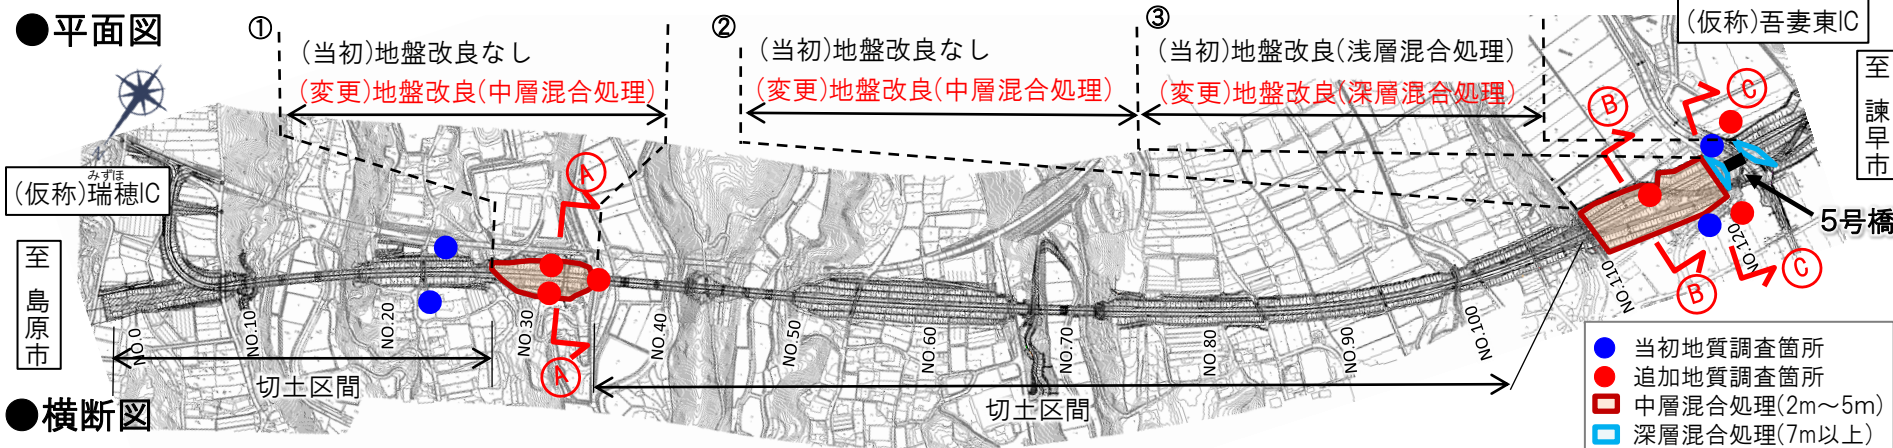 ●平面図
①
(当初)地盤改良なし
(変更)地盤改良(中層混合処理)
②
(当初)地盤改良なし
(変更)地盤改良(中層混合処理)
③
(当初)地盤改良(浅層混合処理)
(変更)地盤改良(深層混合処理)
(仮称)吾妻東IC
至 諫早市
みずほ
(仮称)瑞穂IC
至 島原市
A
A
B
B
C
C
5号橋
NO.0
NO.10
NO.20
NO.30
NO.40
NO.50
NO.60
NO.70
NO.80
NO.90
NO.100
NO.110
NO.120
切土区間
切土区間
●横断図
当初地質調査箇所
追加地質調査箇所
中層混合処理(2m～5m)
深層混合処理(7m以上)